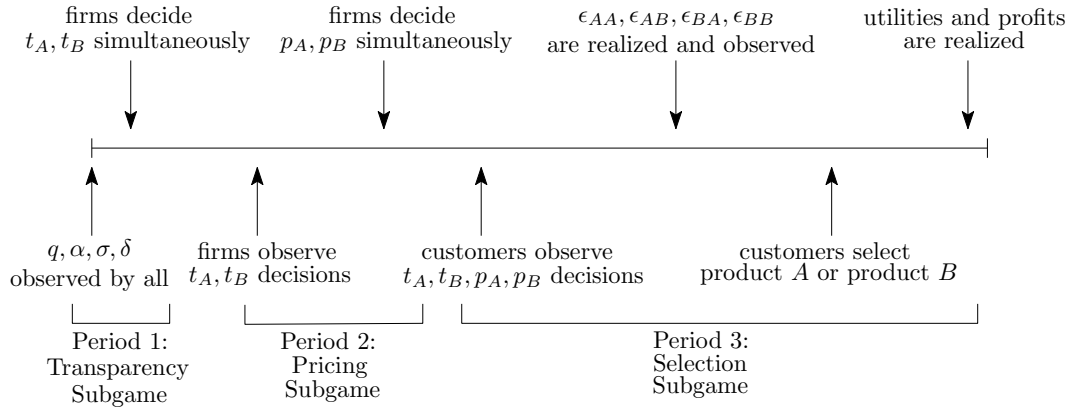 firms decide
t_A, t_B simultaneously
firms decide
p_A, p_B simultaneously
ϵ_AA, ϵ_AB, ϵ_BA, ϵ_BB
are realized and observed
utilities and profits
are realized
q, α, σ, δ
observed by all
firms observe
t_A, t_B decisions
customers observe
t_A, t_B, p_A, p_B decisions
customers select
product A or product B
Period 1:
Transparency
Subgame
Period 2:
Pricing
Subgame
Period 3:
Selection
Subgame